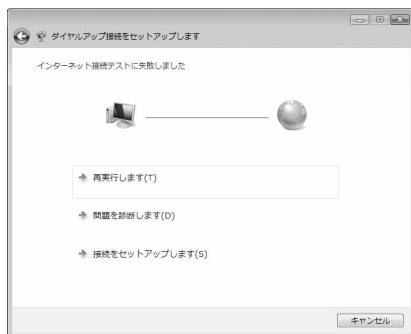 ダイヤルアップ接続をセットアップします
インターネット接続テストに失敗しました
再実行します(T)
問題を診断します(D)
接続をセットアップします(S)
キャンセル